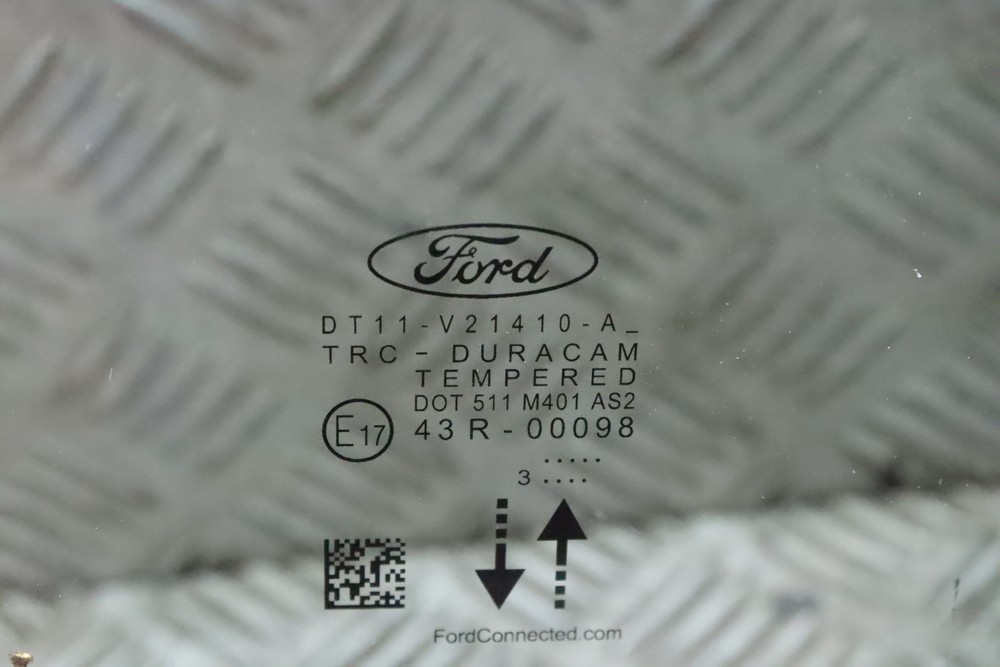 Ford
DT11-V21410-A_
TRC - DURACAM
TEMPERED
DOT 511 M401 AS2
E17 43R-00098
.....
3 ....
FordConnected.com